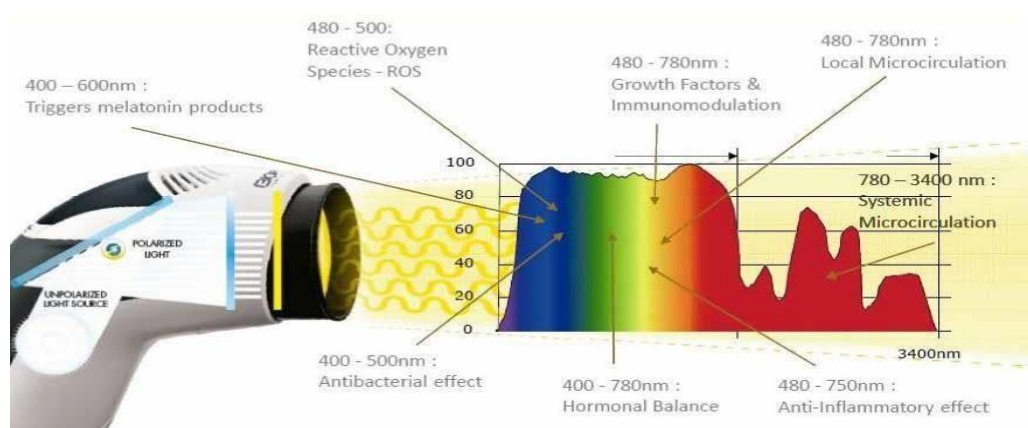 480 - 500:
Reactive Oxygen
Species - ROS
480 - 780nm :
Growth Factors &
Immunomodulation
480 - 780nm :
Local Microcirculation
400 – 600nm :
Triggers melatonin products
100
80
60
40
20
0
780 – 3400 nm :
Systemic
Microcirculation
POLARIZED
LIGHT
UNPOLARIZED
LIGHT SOURCE
3400nm
400 - 500nm :
Antibacterial effect
400 - 780nm :
Hormonal Balance
480 - 750nm :
Anti-Inflammatory effect